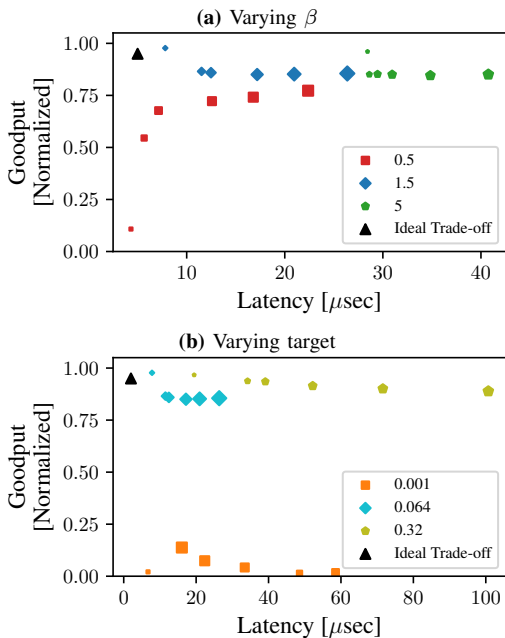 (a) Varying β
1.00
0.75
0.50
0.25
0.00
Goodput
[Normalized]
0.5
1.5
5
Ideal Trade-off
10 20 30 40
Latency [μsec]
(b) Varying target
1.00
0.75
0.50
0.25
0.00
Goodput
[Normalized]
0.001
0.064
0.32
Ideal Trade-off
0 20 40 60 80 100
Latency [μsec]